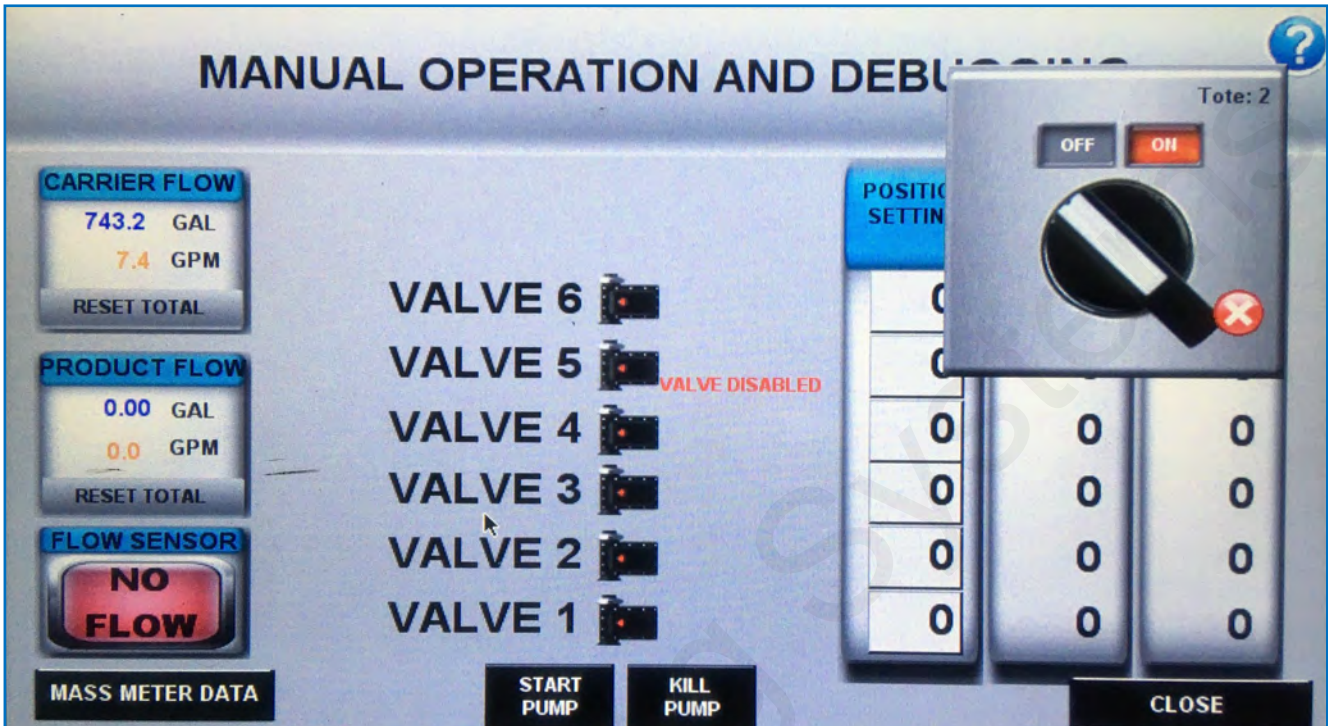 MANUAL OPERATION AND DEBUGGING
?
Tote: 2
OFF
ON
CARRIER FLOW
743.2 GAL
7.4 GPM
RESET TOTAL
PRODUCT FLOW
0.00 GAL
0.0 GPM
RESET TOTAL
FLOW SENSOR
NO
FLOW
MASS METER DATA
VALVE 6
VALVE 5
VALVE DISABLED
VALVE 4
VALVE 3
VALVE 2
VALVE 1
START
PUMP
KILL
PUMP
0
0
0 0 0
0 0 0
0 0 0
0 0 0
CLOSE